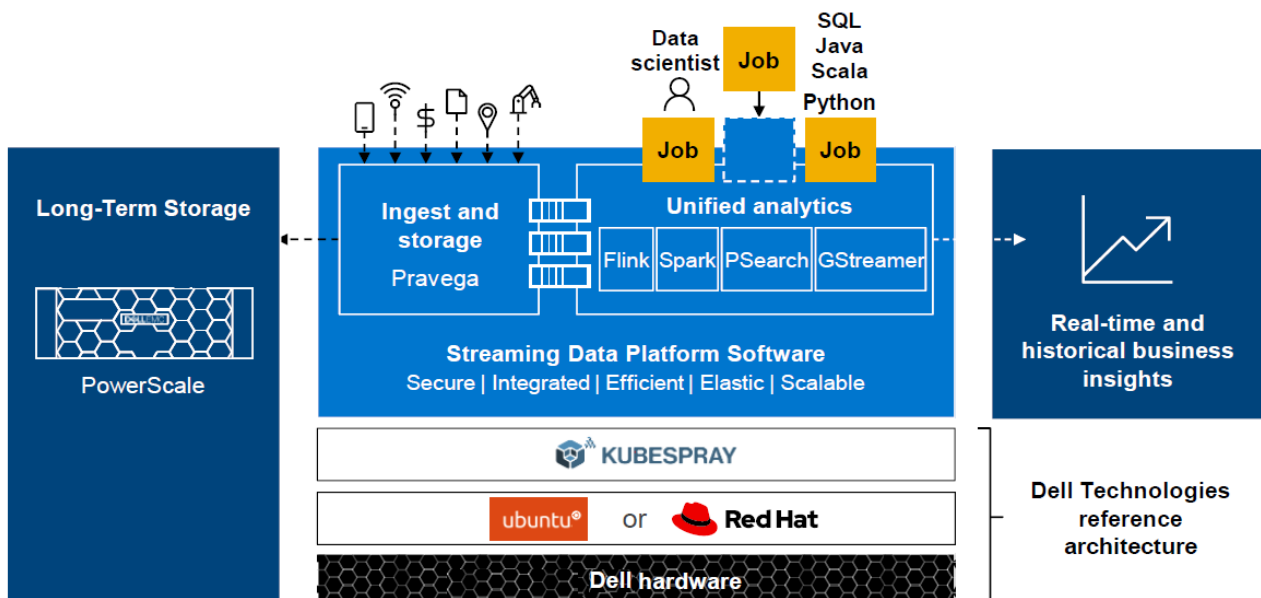 Data
scientist
Job
SQL
Java
Scala
Python
Job
Job
Long-Term Storage
DELLEMC
PowerScale
Ingest and
storage
Pravega
Unified analytics
Flink
Spark
PSearch
GStreamer
Streaming Data Platform Software
Secure | Integrated | Efficient | Elastic | Scalable
Real-time and
historical business
insights
KUBESPRAY
ubuntu®
or
Red Hat
Dell hardware
Dell Technologies
reference
architecture